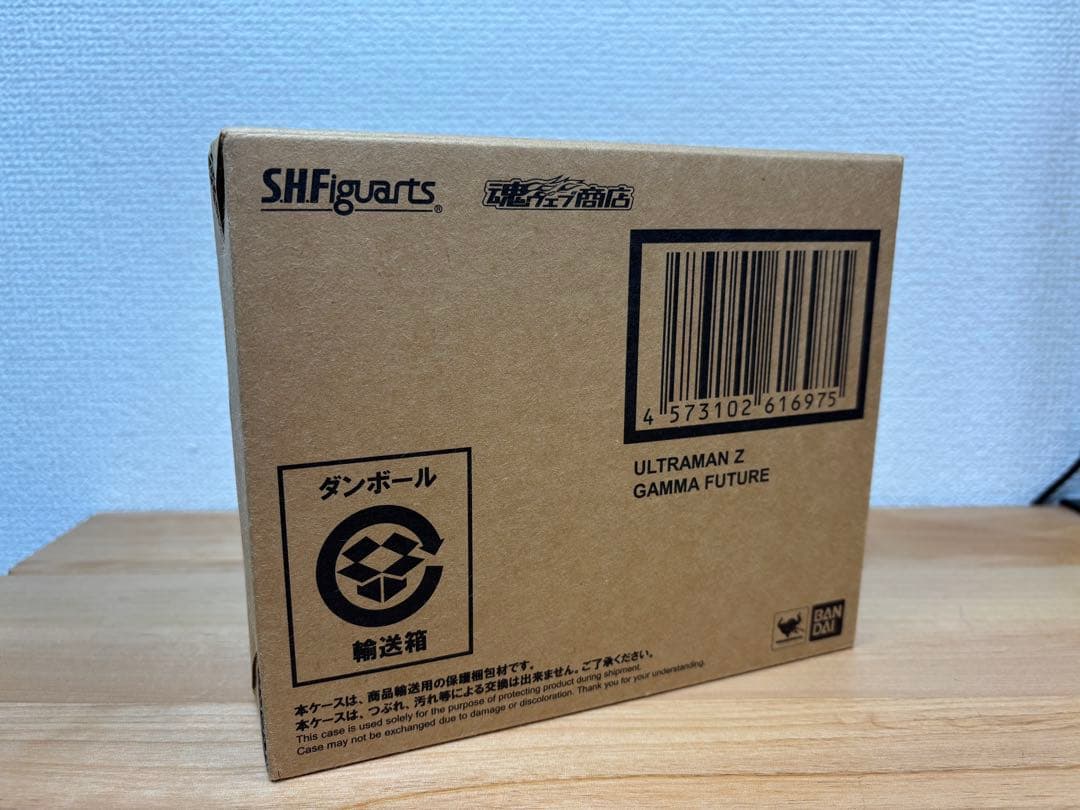 S.H.Figuarts®
魂ウェブ商店
4 573102 616975
ULTRAMAN Z
GAMMA FUTURE
ダンボール
輸送箱
BAN
DAI
本ケースは、商品輸送用の保護梱包材です。
本ケースは、つぶれ、汚れ等による交換は出来ません。ご了承ください。
This case is used solely for the purpose of protecting product during shipment.
Case may not be exchanged due to damage or discoloration. Thank you for your understanding.